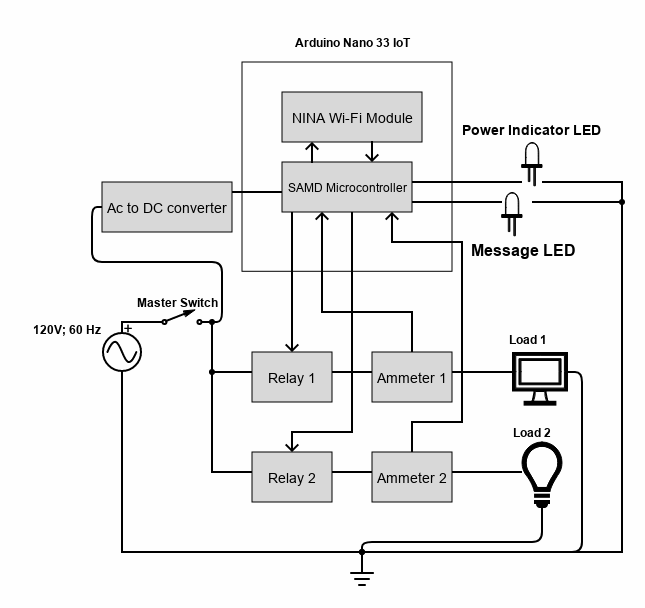 Arduino Nano 33 IoT
NINA Wi-Fi Module
Power Indicator LED
SAMD Microcontroller
Ac to DC converter
Message LED
Master Switch
120V; 60 Hz
+
Load 1
Relay 1
Ammeter 1
Load 2
Relay 2
Ammeter 2